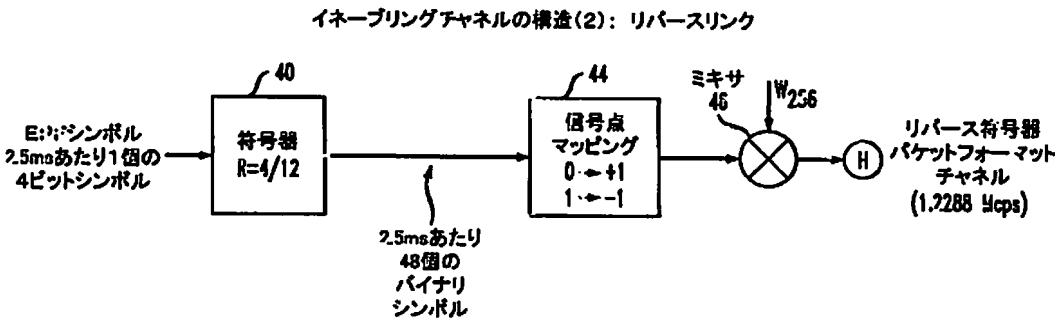 イネーブリングチャネルの構造(2): リバースリンク
40
符号器
R=4/12
シンボル
2.5msあたり1個の
4ビットシンボル
2.5msあたり
48個の
バイナリ
シンボル
44
信号点
マッピング
0→+1
1→-1
ミキサ
46
W256
H
リバース符号器
パケットフォーマット
チャネル
(1.2288 Mcps)